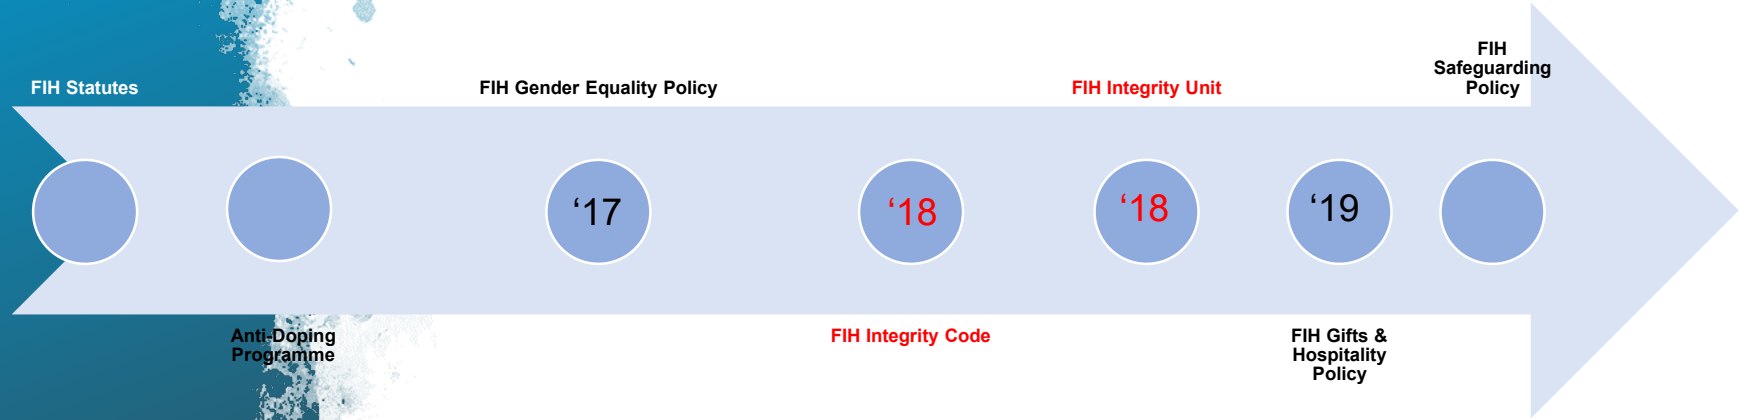 FIH Statutes
FIH Gender Equality Policy
FIH Integrity Unit
FIH
Safeguarding
Policy
‘17
‘18
‘18
‘19
Anti-Doping
Programme
FIH Integrity Code
FIH Gifts &
Hospitality
Policy